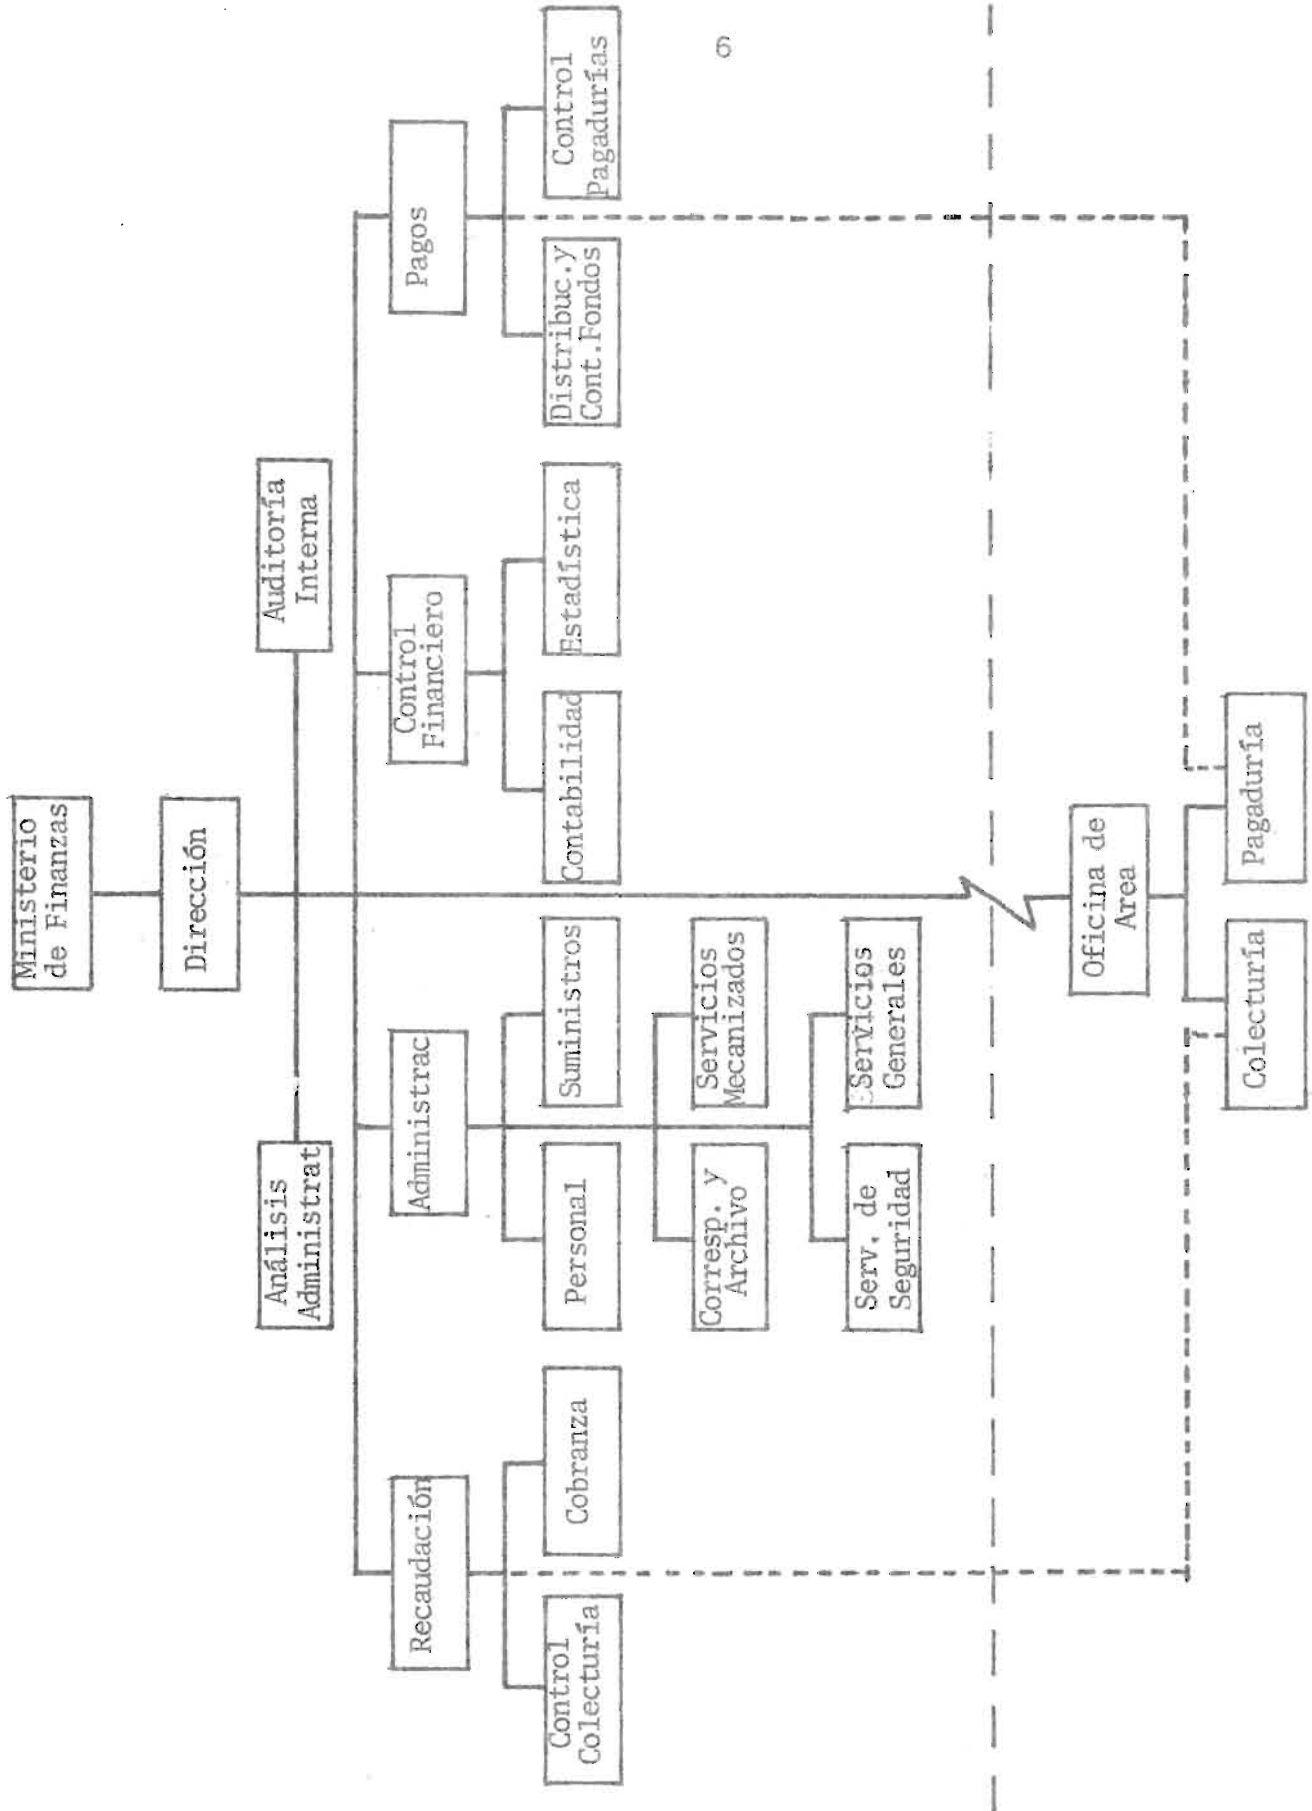 6
Ministerio
de Finanzas
Dirección
Análisis
Administrat
Auditoría
Interna
Recaudación
Administrac
Control
Financiero
Pagos
Control
Colecturía
Cobranza
Personal
Suministros
Contabilidad
Estadística
Distribuc.y
Cont.Fondos
Control
Pagadurías
Corresp. y
Archivo
Servicios
Mecanizados
Serv. de
Seguridad
Servicios
Generales
Oficina de
Area
Colecturía
Pagaduría